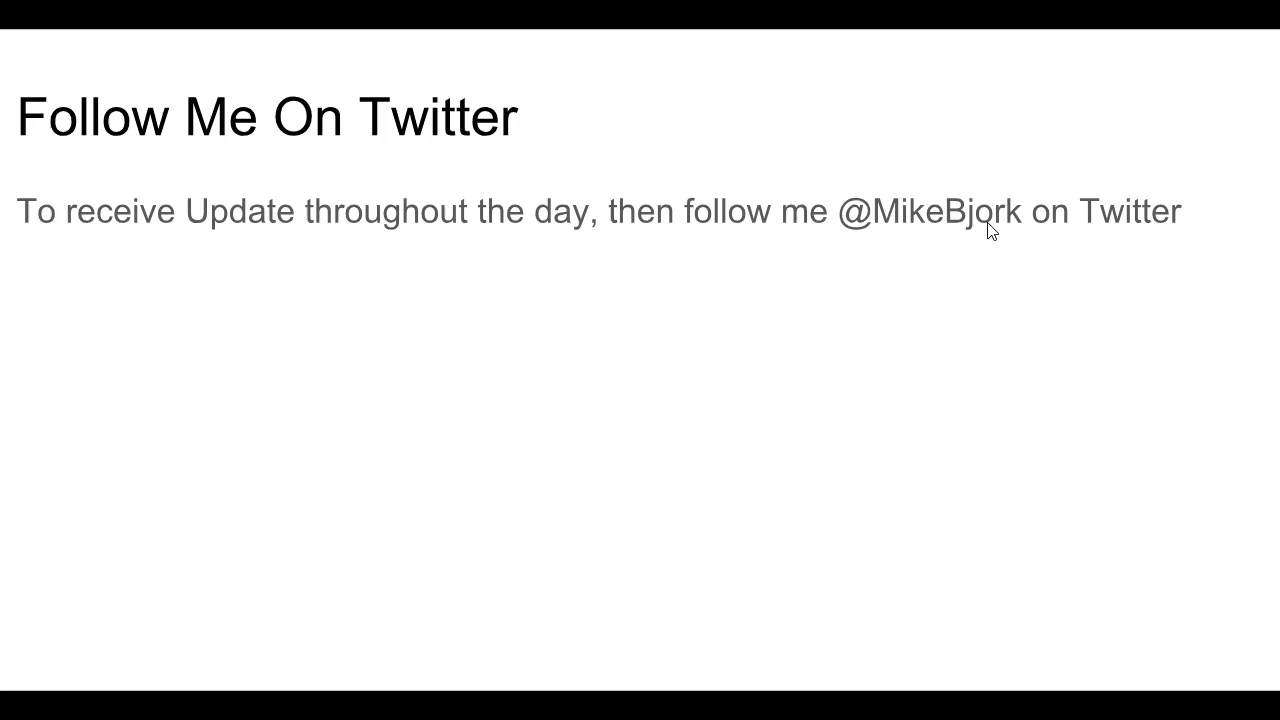 Follow Me On Twitter
To receive Update throughout the day, then follow me @MikeBjork on Twitter